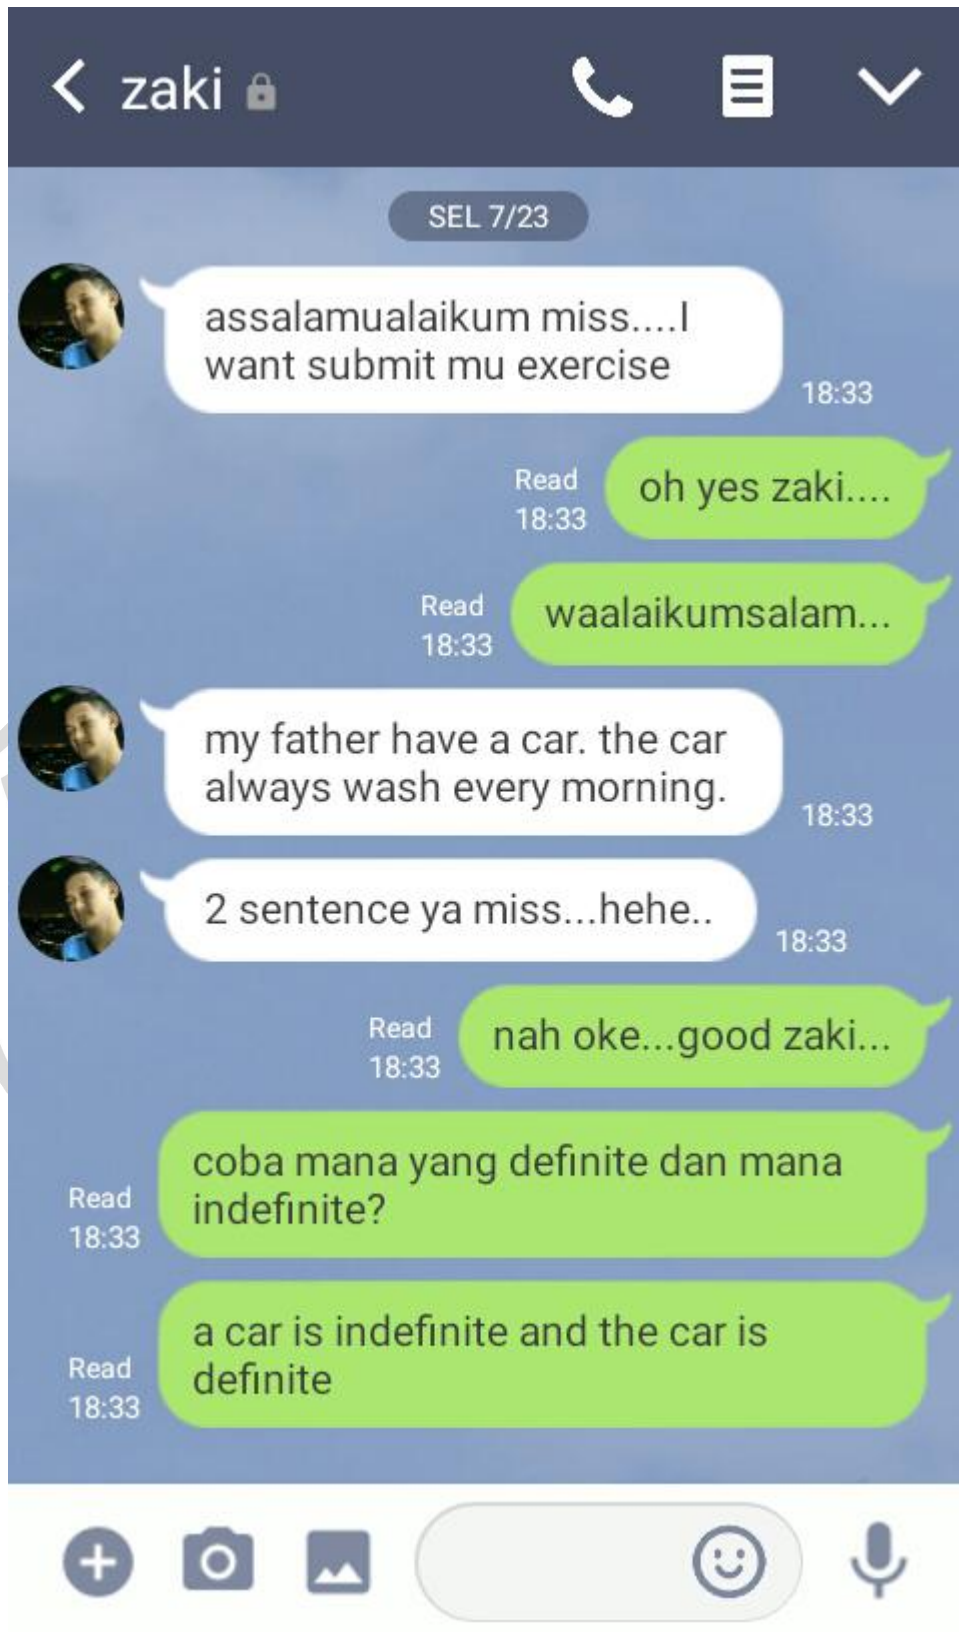 zaki
SEL 7/23
assalamualaikum miss....I
want submit mu exercise
18:33
Read
18:33
oh yes zaki....
Read
18:33
waalaikumsalam...
my father have a car. the car
always wash every morning.
18:33
2 sentence ya miss...hehe..
18:33
Read
18:33
nah oke...good zaki...
Read
18:33
coba mana yang definite dan mana
indefinite?
Read
18:33
a car is indefinite and the car is
definite